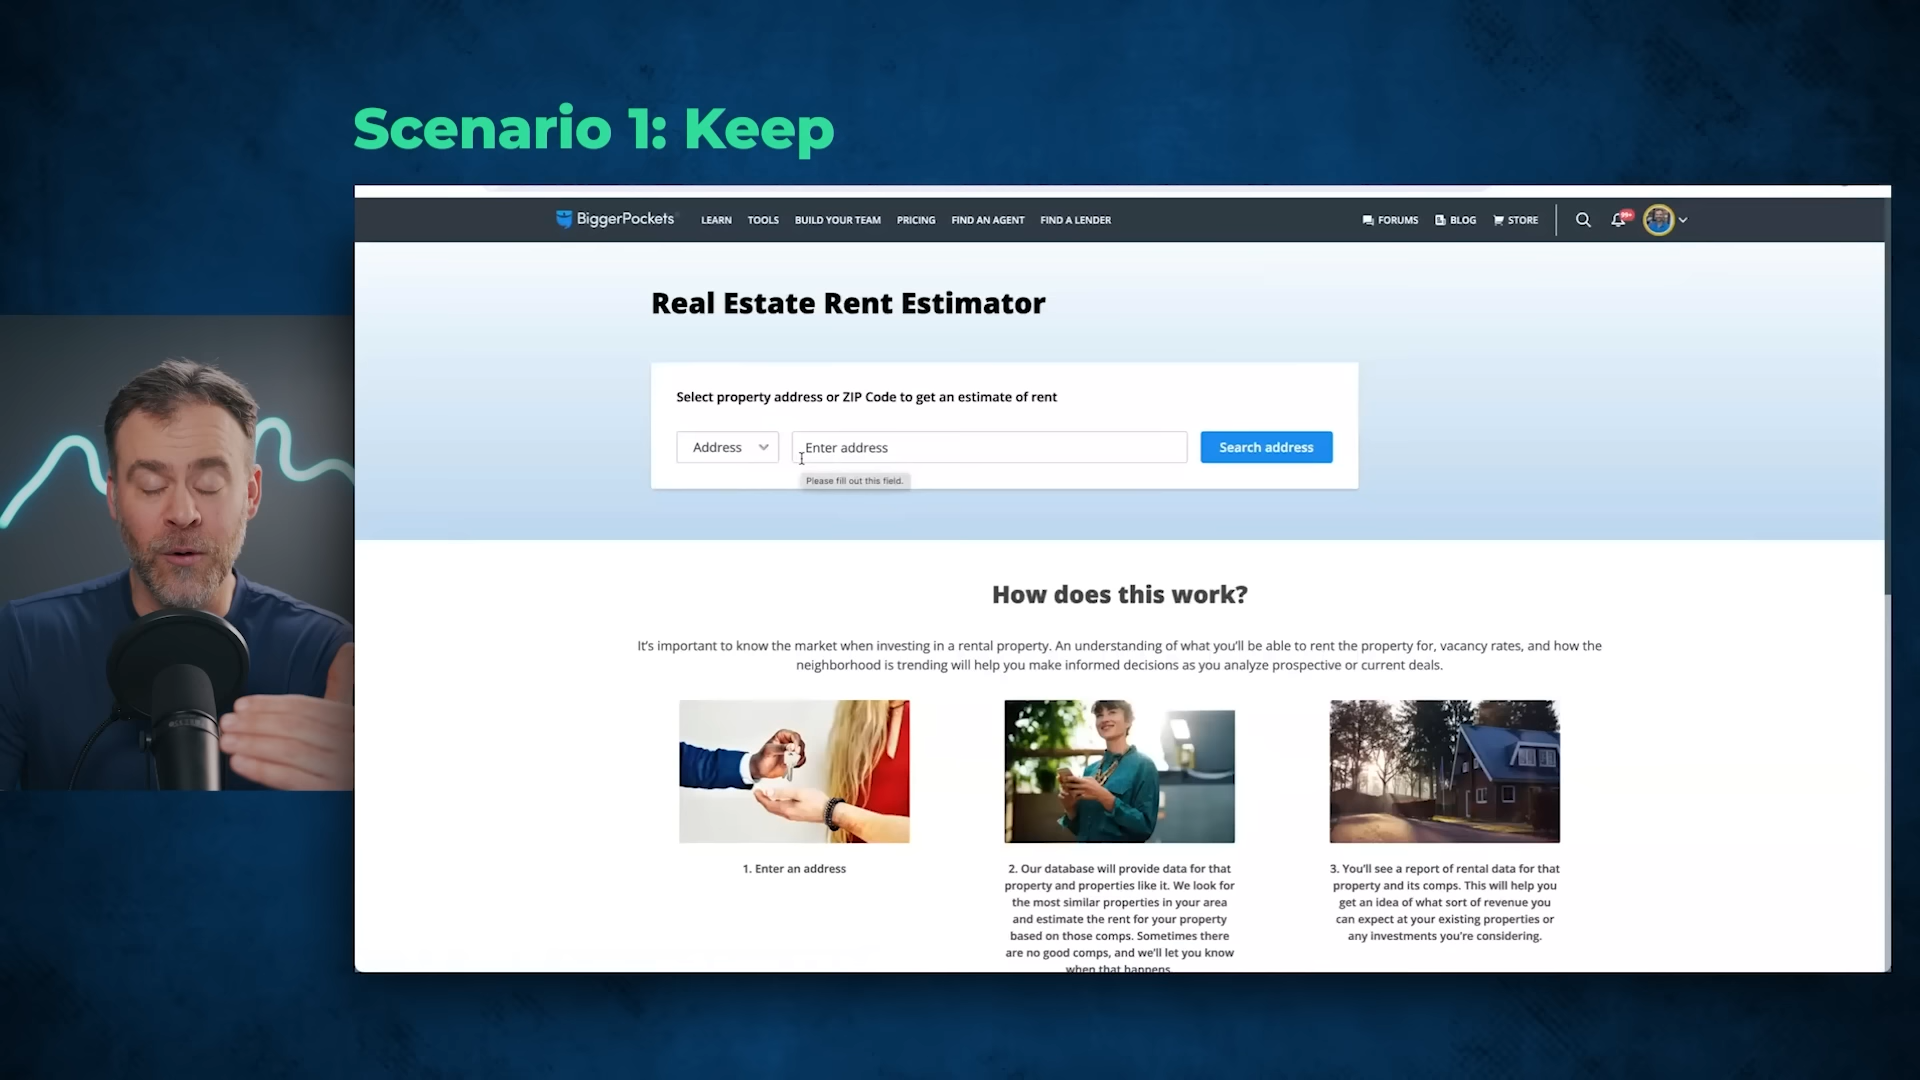 Scenario 1: Keep
BiggerPockets
LEARN
TOOLS
BUILD YOUR TEAM
PRICING
FIND AN AGENT
FIND A LENDER
FORUMS
BLOG
STORE
99+
Real Estate Rent Estimator
Select property address or ZIP Code to get an estimate of rent
Address
Enter address
Search address
Please fill out this field.
How does this work?
It's important to know the market when investing in a rental property. An understanding of what you'll be able to rent the property for, vacancy rates, and how the
neighborhood is trending will help you make informed decisions as you analyze prospective or current deals.
1. Enter an address
2. Our database will provide data for that
property and properties like it. We look for
the most similar properties in your area
and estimate the rent for your property
based on those comps. Sometimes there
are no good comps, and we'll let you know
when that happens.
3. You'll see a report of rental data for that
property and its comps. This will help you
get an idea of what sort of revenue you
can expect at your existing properties or
any investments you're considering.